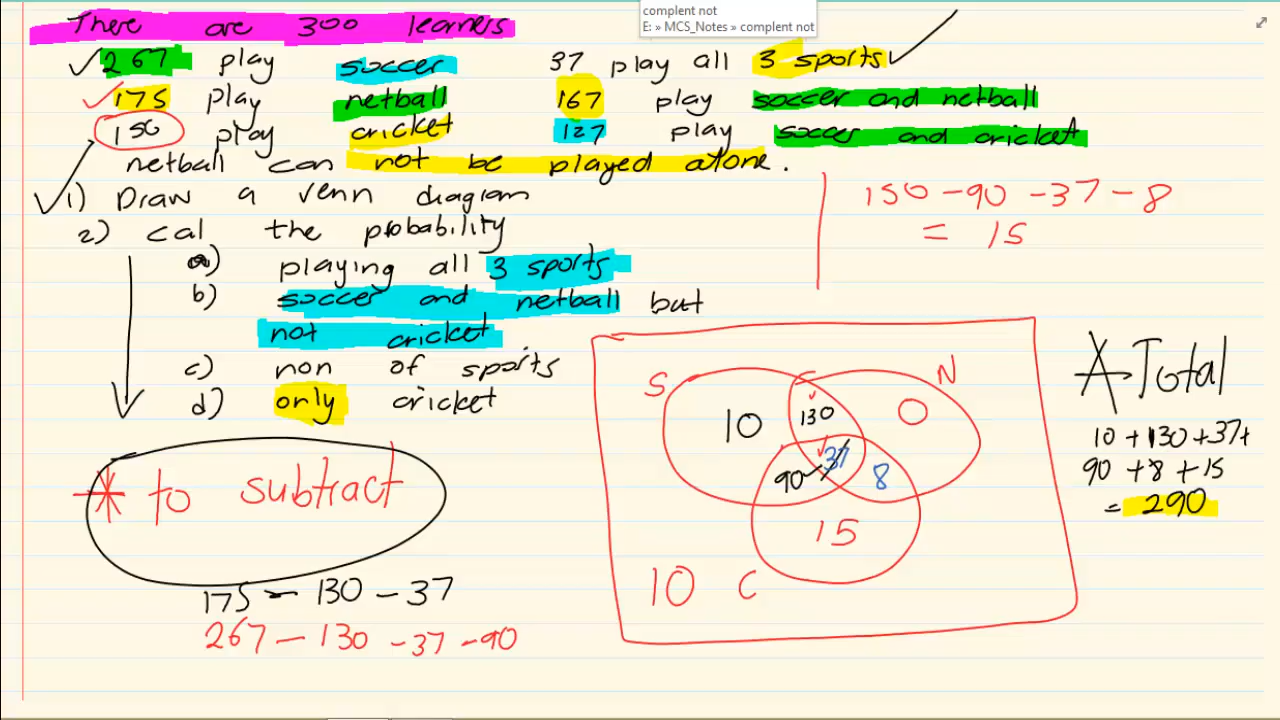 complent not
E: » MCS_Notes » complent not
There are 300 learners
267 play soccer
175 play netball
150 play cricket
37 play all 3 sports
167 play soccer and netball
127 play soccer and cricket
netball can not be played alone.
1) Draw a venn diagram
2) cal the probability
a) playing all 3 sports
b) soccer and netball but
not cricket
c) non of sports
d) only cricket
* to subtract
175 - 130 - 37
267 - 130 - 37 - 90
150 - 90 - 37 - 8
= 15
S
N
10
130
0
37
90
8
15
10
C
Total
10 + 130 + 37 +
90 + 8 + 15
= 290